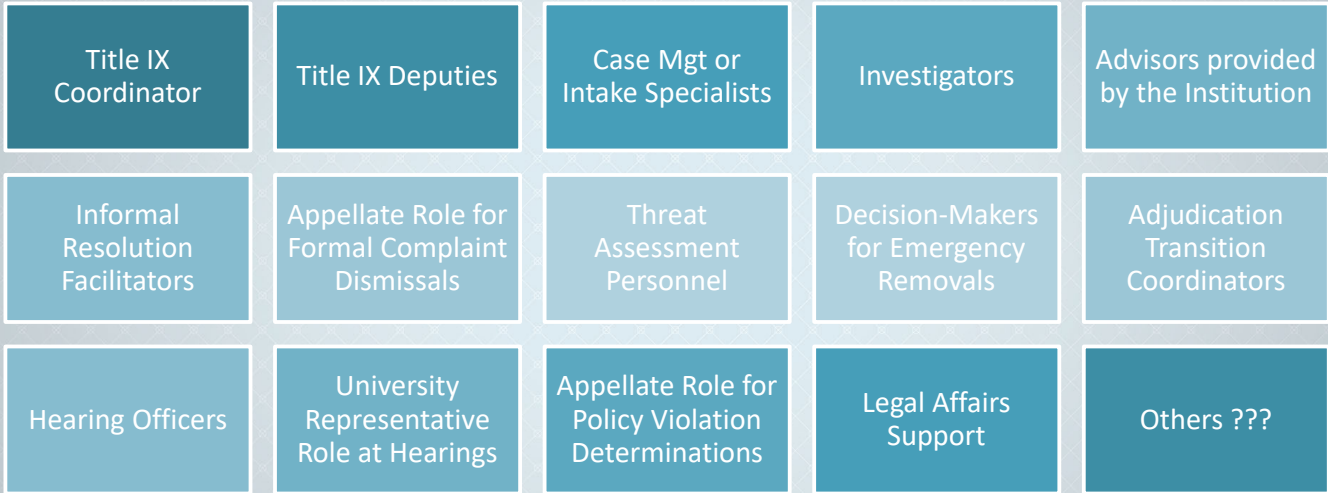 Title IX
Coordinator
Title IX Deputies
Case Mgt or
Intake Specialists
Investigators
Advisors provided
by the Institution
Informal
Resolution
Facilitators
Appellate Role for
Formal Complaint
Dismissals
Threat
Assessment
Personnel
Decision-Makers
for Emergency
Removals
Adjudication
Transition
Coordinators
Hearing Officers
University
Representative
Role at Hearings
Appellate Role for
Policy Violation
Determinations
Legal Affairs
Support
Others ???